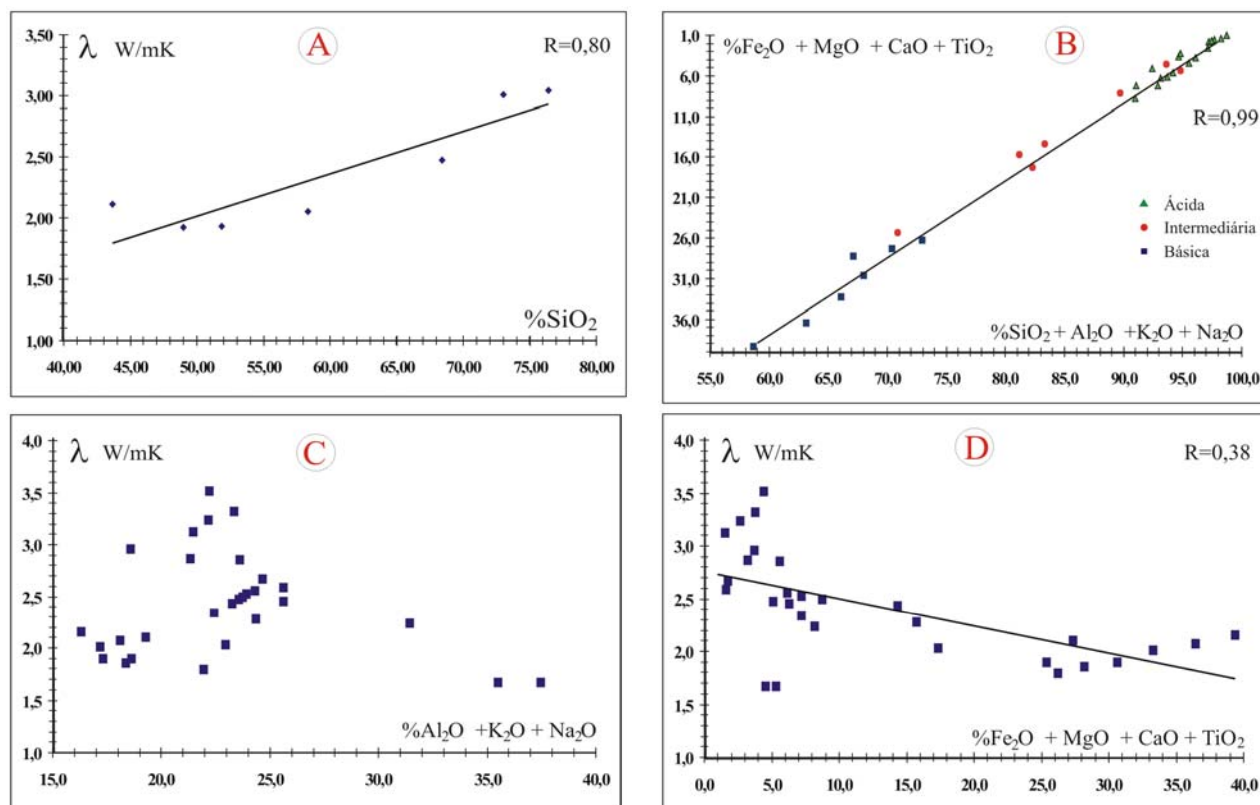 λ W/mK
A
R=0,80
3,50
3,00
2,50
2,00
1,50
1,00
%SiO₂
40,00 45,00 50,00 55,00 60,00 65,00 70,00 75,00 80,00
%Fe₂O + MgO + CaO + TiO₂
B
1,0
6,0
11,0
16,0
21,0
26,0
31,0
36,0
R=0,99
Ácida
Intermediária
Básica
%SiO₂ + Al₂O +K₂O + Na₂O
55,0 60,0 65,0 70,0 75,0 80,0 85,0 90,0 95,0 100,0
λ W/mK
C
4,0
3,5
3,0
2,5
2,0
1,5
1,0
%Al₂O +K₂O + Na₂O
15,0 20,0 25,0 30,0 35,0 40,0
λ W/mK
D
R=0,38
4,0
3,5
3,0
2,5
2,0
1,5
1,0
%Fe₂O + MgO + CaO + TiO₂
0,0 5,0 10,0 15,0 20,0 25,0 30,0 35,0 40,0